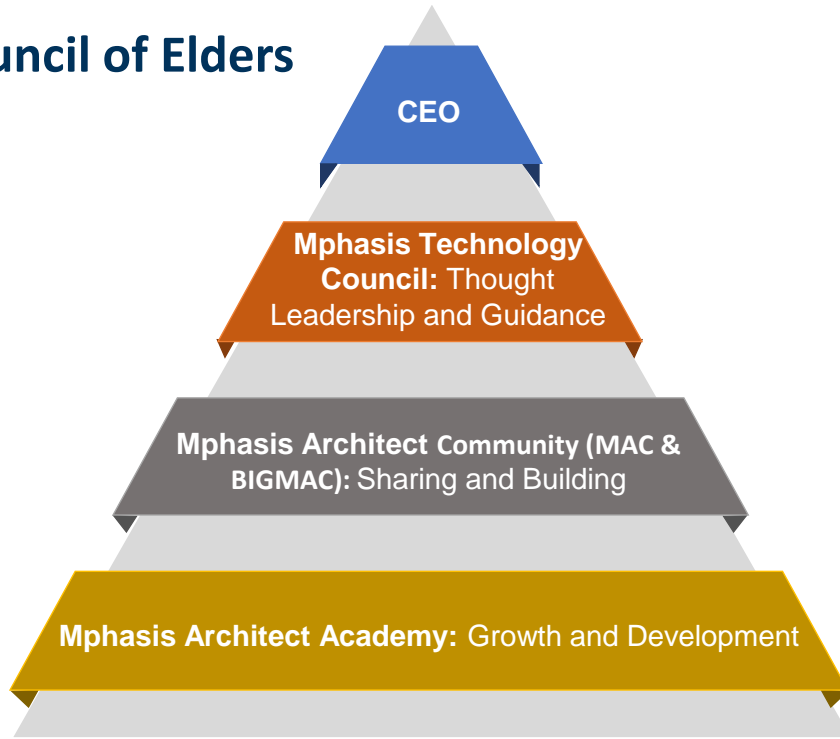 uncil of Elders
CEO
Mphasis Technology
Council: Thought
Leadership and Guidance
Mphasis Architect Community (MAC &
BIGMAC): Sharing and Building
Mphasis Architect Academy: Growth and Development